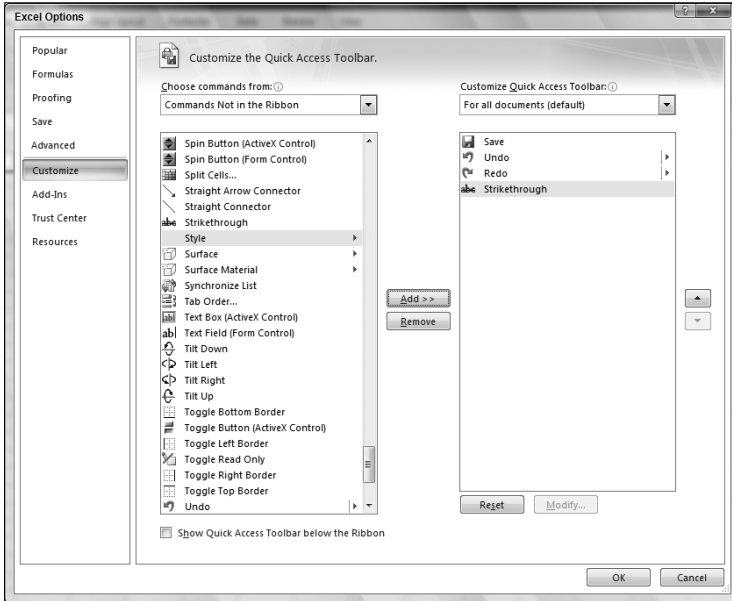 Excel Options
Popular
Formulas
Proofing
Save
Advanced
Customize
Add-Ins
Trust Center
Resources
Customize the Quick Access Toolbar.
Choose commands from:
Commands Not in the Ribbon
Spin Button (ActiveX Control)
Spin Button (Form Control)
Split Cells...
Straight Arrow Connector
Straight Connector
abc Strikethrough
Style
Surface
Surface Material
Synchronize List
Tab Order...
ab| Text Box (ActiveX Control)
ab| Text Field (Form Control)
Tilt Down
Tilt Left
Tilt Right
Tilt Up
Toggle Bottom Border
Toggle Button (ActiveX Control)
Toggle Left Border
Toggle Read Only
Toggle Right Border
Toggle Top Border
Undo
Show Quick Access Toolbar below the Ribbon
Add >>
Remove
Customize Quick Access Toolbar:
For all documents (default)
Save
Undo
Redo
abc Strikethrough
Reset
Modify...
OK
Cancel